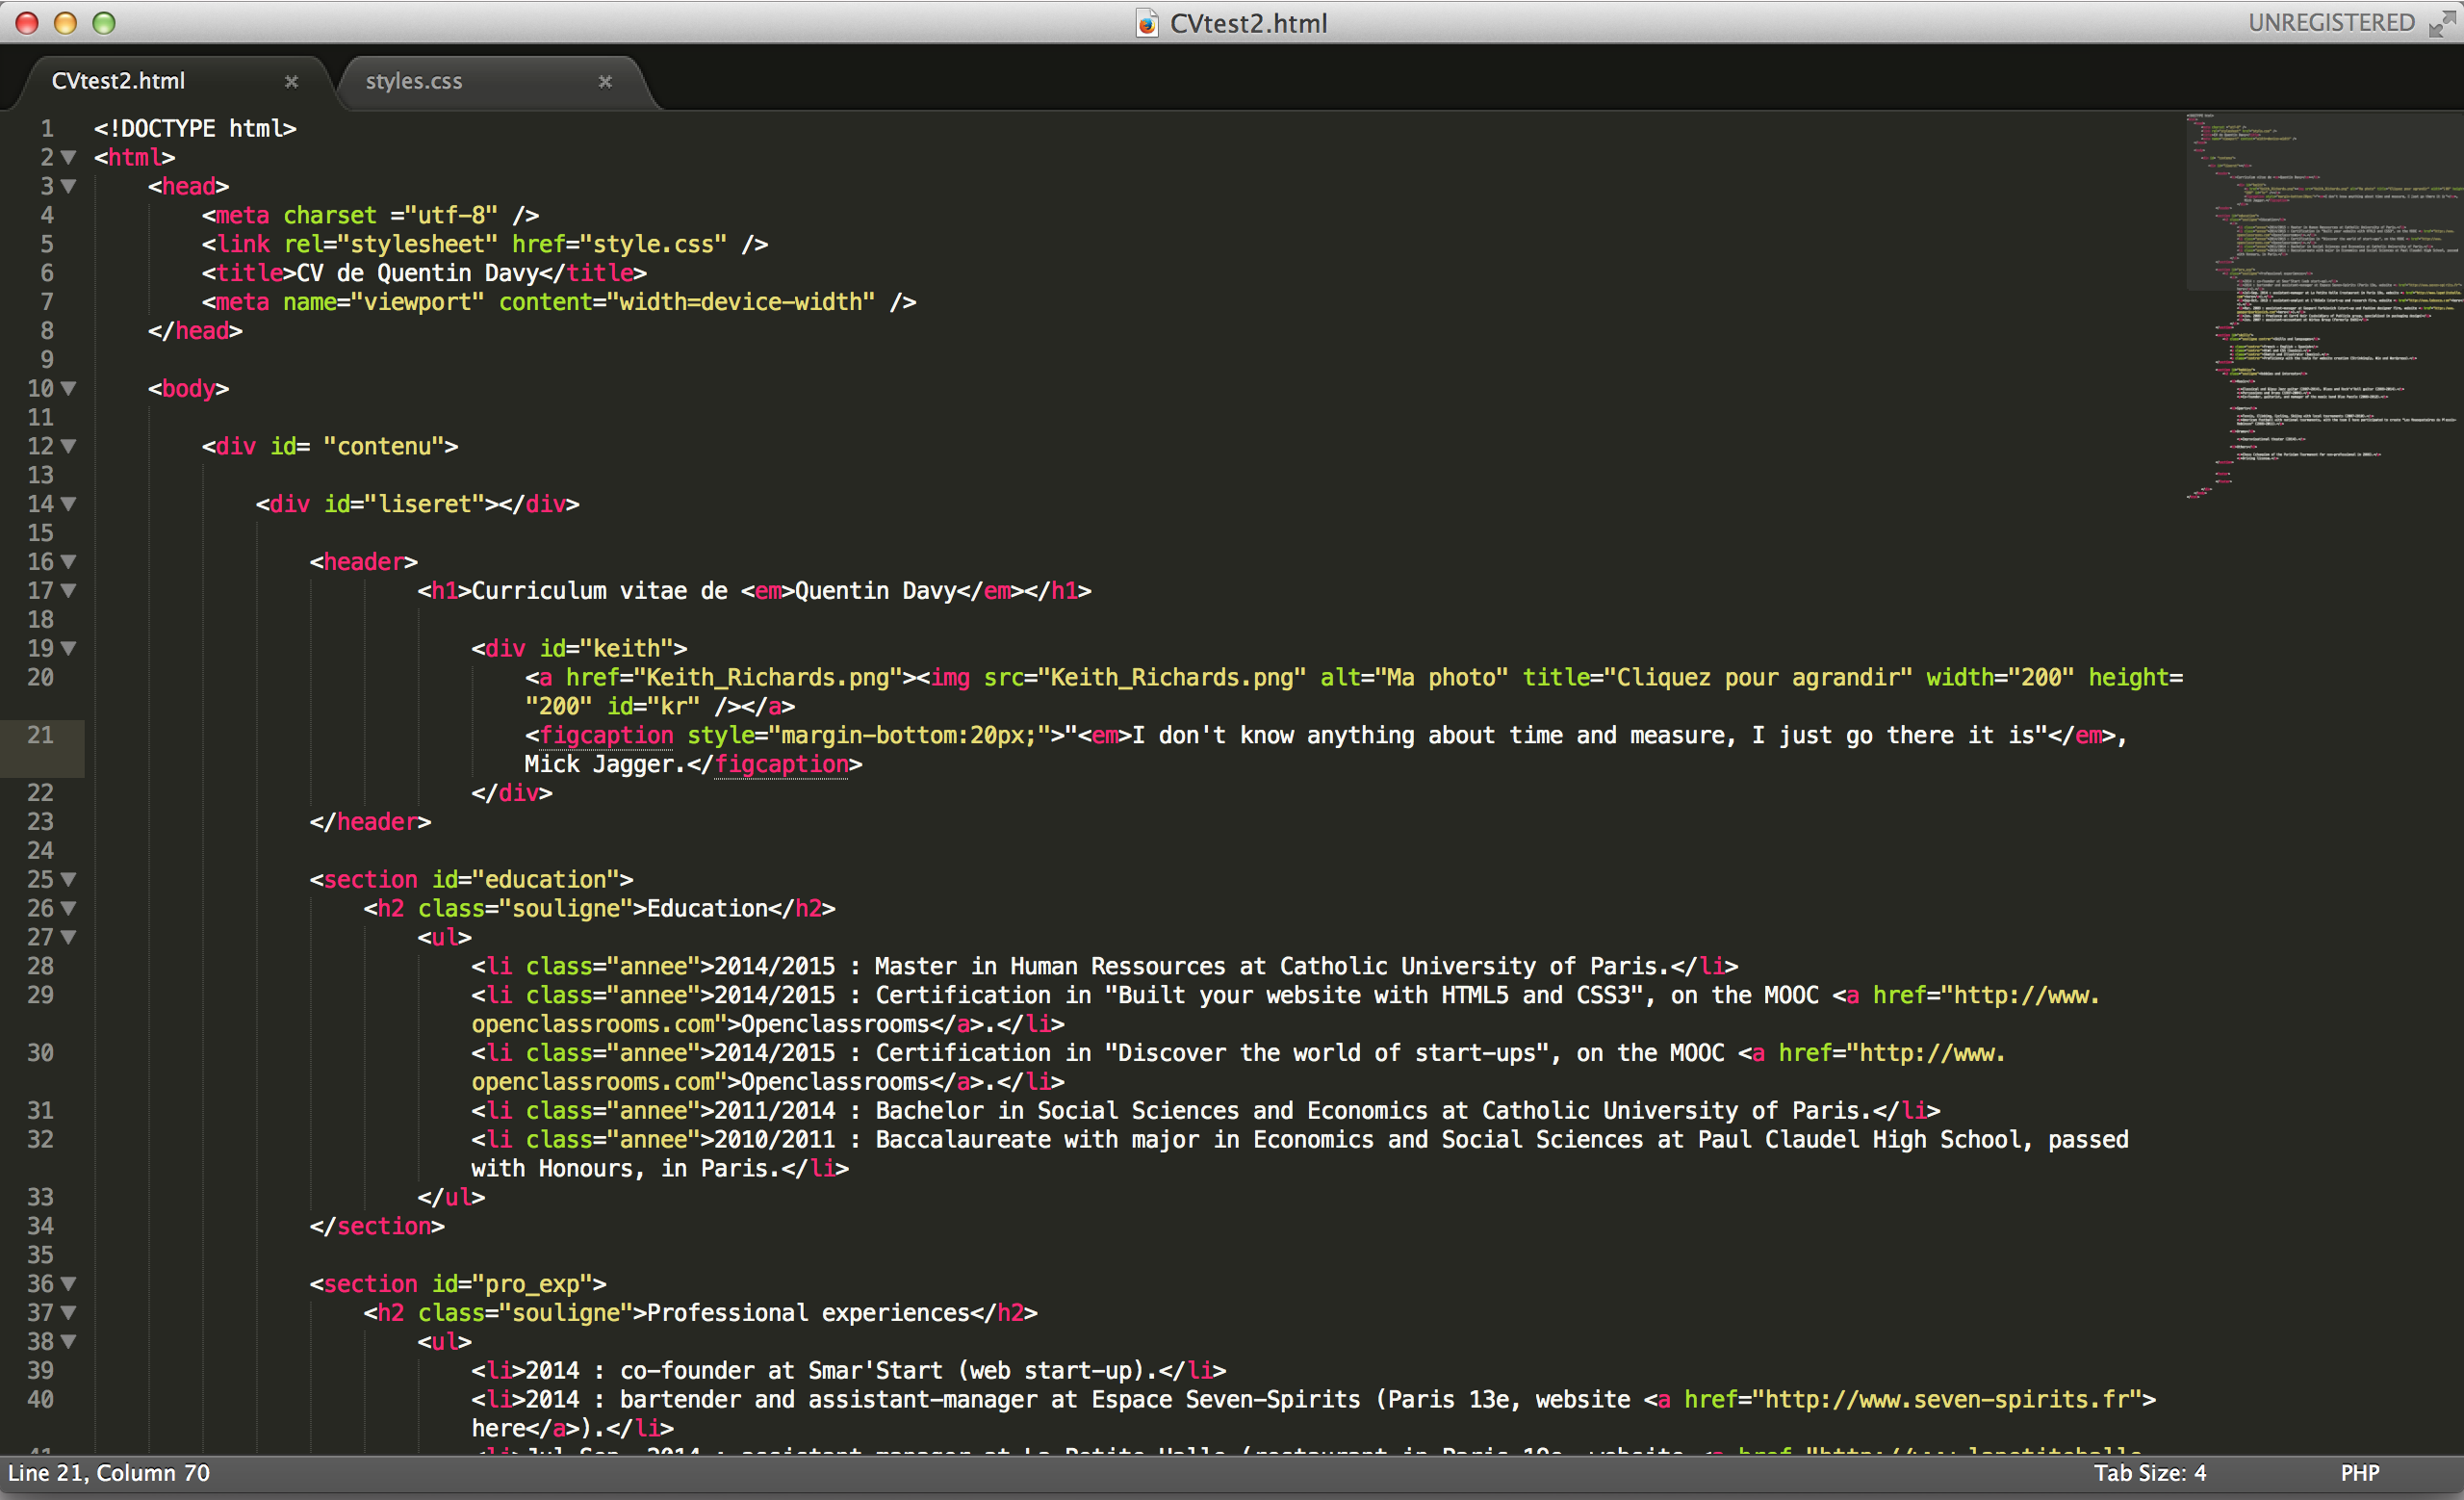 CVtest2.html
UNREGISTERED
CVtest2.html × styles.css ×
1 <!DOCTYPE html>
2 <html>
3 <head>
4 <meta charset ="utf-8" />
5 <link rel="stylesheet" href="style.css" />
6 <title>CV de Quentin Davy</title>
7 <meta name="viewport" content="width=device-width" />
8 </head>
9
10 <body>
11
12 <div id= "contenu">
13
14 <div id="liseret"></div>
15
16 <header>
17 <h1>Curriculum vitae de <em>Quentin Davy</em></h1>
18
19 <div id="keith">
20 <a href="Keith_Richards.png"><img src="Keith_Richards.png" alt="Ma photo" title="Cliquez pour agrandir" width="200" height=
"200" id="kr" /></a>
21 <figcaption style="margin-bottom:20px;">"<em>I don't know anything about time and measure, I just go there it is"</em>,
Mick Jagger.</figcaption>
22 </div>
23 </header>
24
25 <section id="education">
26 <h2 class="souligne">Education</h2>
27 <ul>
28 <li class="annee">2014/2015 : Master in Human Ressources at Catholic University of Paris.</li>
29 <li class="annee">2014/2015 : Certification in "Built your website with HTML5 and CSS3", on the MOOC <a href="http://www.
openclassrooms.com">Openclassrooms</a>.</li>
30 <li class="annee">2014/2015 : Certification in "Discover the world of start-ups", on the MOOC <a href="http://www.
openclassrooms.com">Openclassrooms</a>.</li>
31 <li class="annee">2011/2014 : Bachelor in Social Sciences and Economics at Catholic University of Paris.</li>
32 <li class="annee">2010/2011 : Baccalaureate with major in Economics and Social Sciences at Paul Claudel High School, passed
with Honours, in Paris.</li>
33 </ul>
34 </section>
35
36 <section id="pro_exp">
37 <h2 class="souligne">Professional experiences</h2>
38 <ul>
39 <li>2014 : co-founder at Smar'Start (web start-up).</li>
40 <li>2014 : bartender and assistant-manager at Espace Seven-Spirits (Paris 13e, website <a href="http://www.seven-spirits.fr">
here</a>).</li>
Line 21, Column 70
Tab Size: 4
PHP